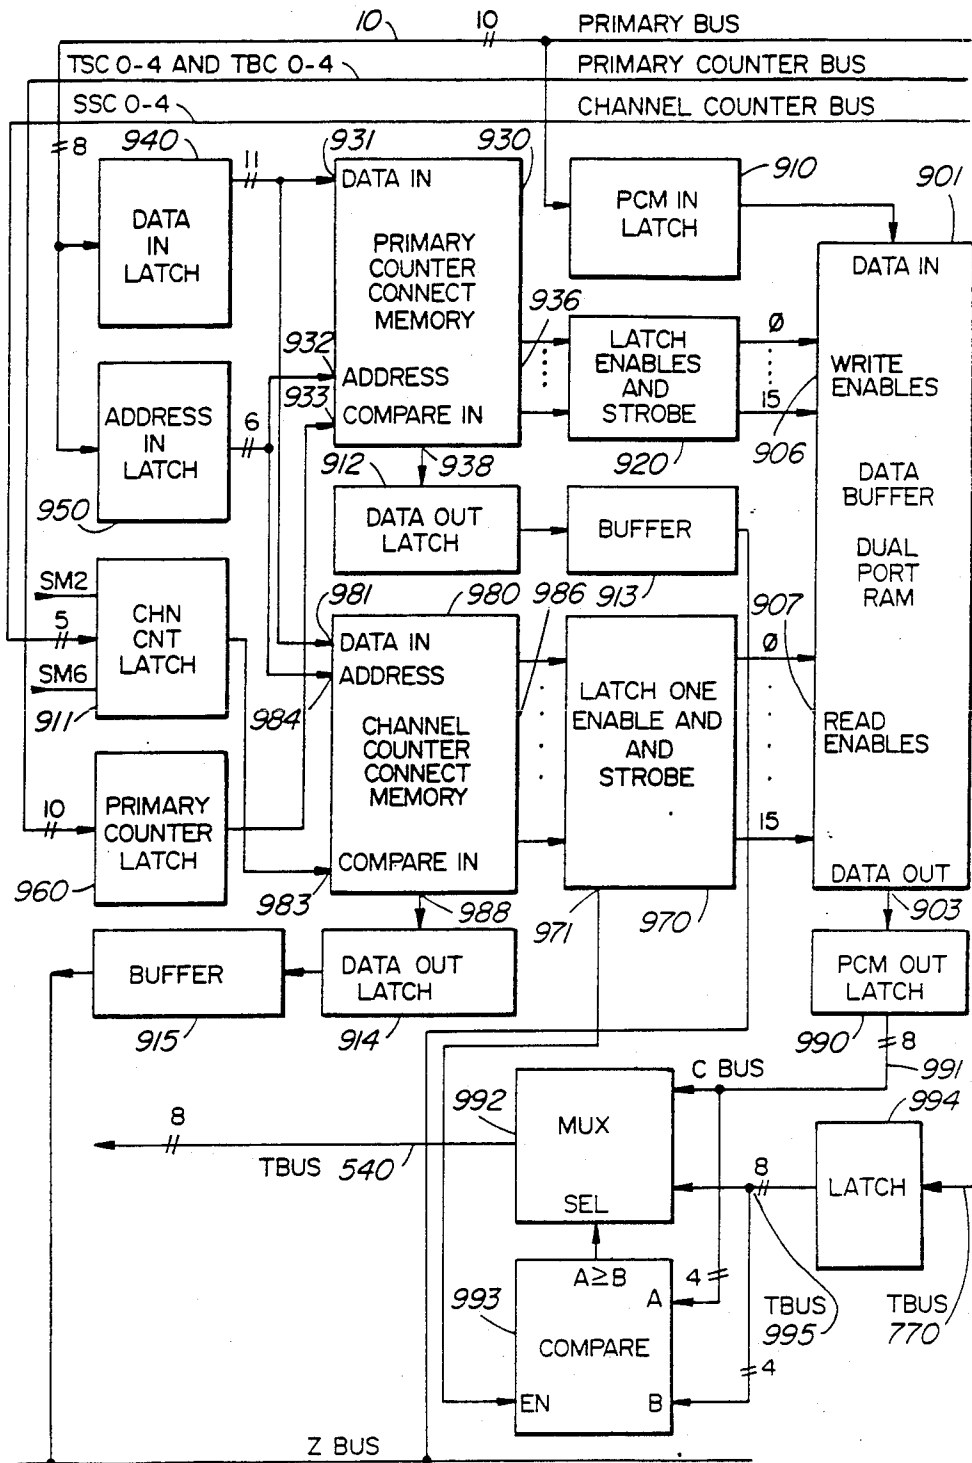 10
10
PRIMARY BUS
TSC 0-4 AND TBC 0-4
PRIMARY COUNTER BUS
SSC 0-4
CHANNEL COUNTER BUS
8
940
11
931
930
910
901
DATA
IN
LATCH
DATA IN
PRIMARY
COUNTER
CONNECT
MEMORY
PCM IN
LATCH
DATA IN
936
932
ADDRESS
933
COMPARE IN
LATCH
ENABLES
AND
STROBE
Ø
15
WRITE
ENABLES
906
920
ADDRESS
IN
LATCH
6
950
912
938
DATA OUT
LATCH
BUFFER
913
DATA
BUFFER
DUAL
PORT
RAM
SM2
5
SM6
CHN
CNT
LATCH
911
981
980
986
907
DATA IN
ADDRESS
984
CHANNEL
COUNTER
CONNECT
MEMORY
COMPARE IN
983
988
LATCH ONE
ENABLE AND
AND
STROBE
Ø
15
READ
ENABLES
10
PRIMARY
COUNTER
LATCH
960
971
970
DATA OUT
903
BUFFER
915
DATA OUT
LATCH
914
PCM OUT
LATCH
990
8
991
C BUS
992
MUX
SEL
994
8
TBUS 540
8
LATCH
A≥B
993
COMPARE
A
B
EN
4
4
TBUS
995
TBUS
770
Z BUS